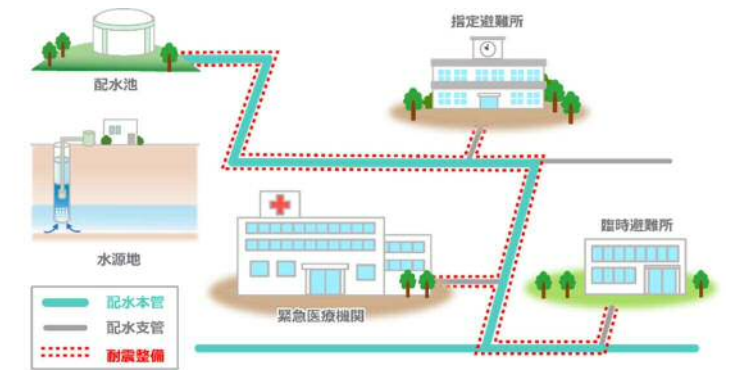 指定避難所
配水池
臨時避難所
水源地
緊急医療機関
配水本管
配水支管
耐震整備